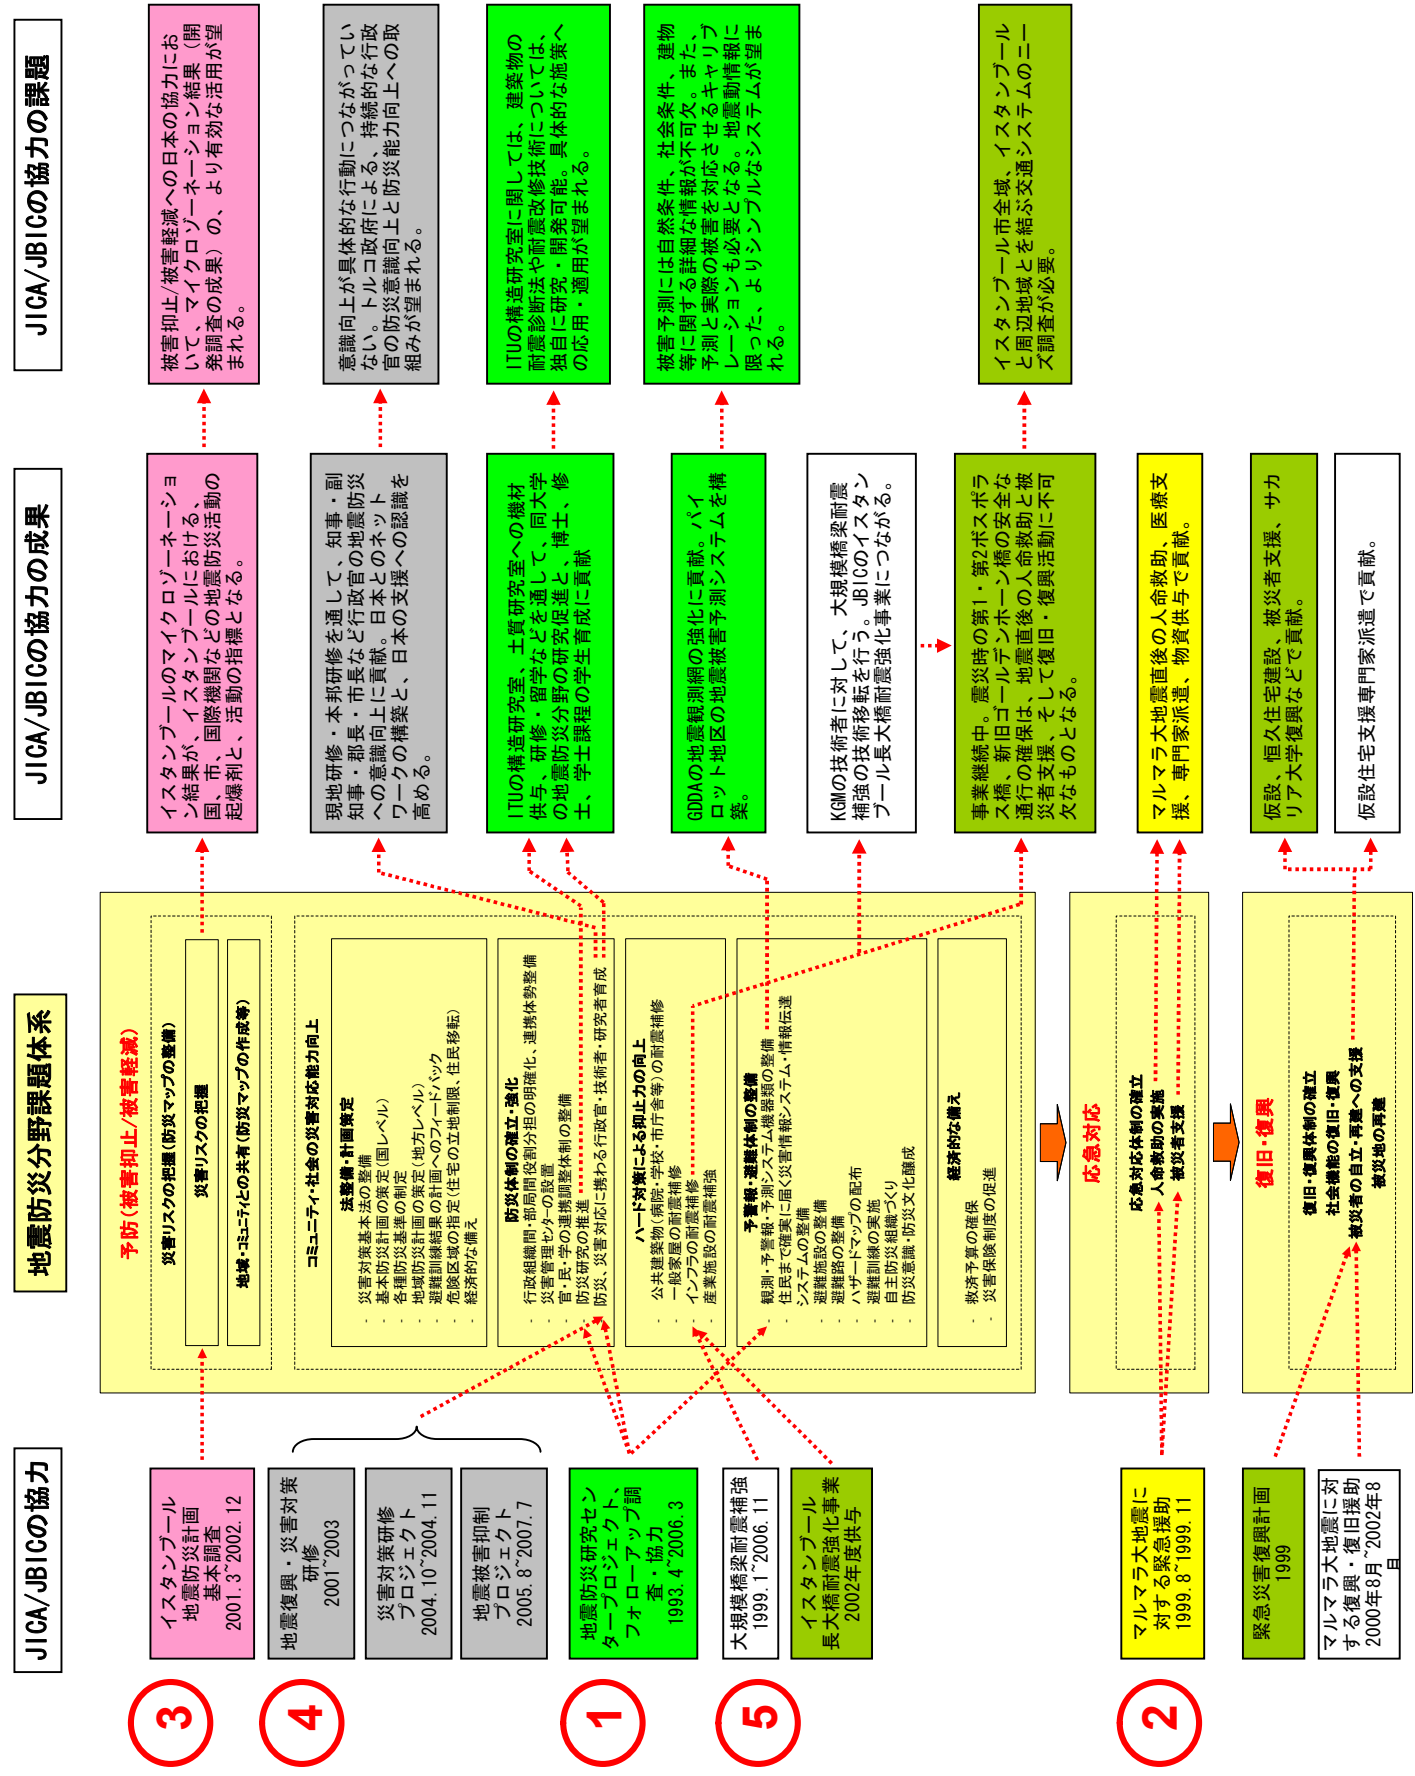 JICA/JBICの協力
地震防災分野課題体系
JICA/JBICの協力の成果
JICA/JBICの協力の課題
3
イスタンブール
地震防災計画
基本調査
2001.3~2002.12
4
地震復興・災害対策
研修
2001~2003
災害対策研修
プロジェクト
2004.10~2004.11
地震被害抑制
プロジェクト
2005.8~2007.7
1
地震防災研究セン
タープロジェクト、
フォローアップ調
査・協力
1993.4~2006.3
5
大規模橋梁耐震補強
1999.1~2006.11
イスタンブール
長大橋耐震強化事業
2002年度供与
2
マルマラ大地震に
対する緊急援助
1999.8~1999.11
緊急災害復興計画
1999
マルマラ大地震に対
する復興・復旧援助
2000年8月~2002年8
日
予防(被害抑止/被害軽減)
災害リスクの把握(防災マップの整備)
災害リスクの把握
地域・コミュニティとの共有(防災マップの作成等)
コミュニティ・社会の災害対応能力向上
法整備・計画策定
- 災害対策基本法の整備
- 基本防災計画の策定(国レベル)
- 各種防災基準の制定
- 地域防災計画の策定(地方レベル)
- 避難訓練結果の計画へのフィードバック
- 危険区域の指定(住宅の立地制限、住民移転)
- 経済的な備え
防災体制の確立・強化
- 行政組織間・部局間役割分担の明確化、連携体勢整備
- 災害管理センターの設置
- 官・民・学の連携調整体制の整備
- 防災研究の推進
- 防災、災害対応に携わる行政官・技術者・研究者育成
ハード対策による抑止力の向上
- 公共建築物(病院・学校・市庁舎等)の耐震補修
- 一般家屋の耐震補修
- インフラの耐震補修
- 産業施設の耐震補強
予警報・避難体制の整備
- 観測・予警報・予測システム機器類の整備
- 住民まで確実に届く災害情報システム・情報伝達
システムの整備
- 避難施設の整備
- 避難路の整備
- ハザードマップの配布
- 避難訓練の実施
- 自主防災組織づくり
- 防災意識・防災文化醸成
経済的な備え
- 救済予算の確保
- 災害保険制度の促進
応急対応
応急対応体制の確立
人命救助の実施
被災者支援
復旧・復興
復旧・復興体制の確立
社会機能の復旧・復興
被災者の自立・再建への支援
被災地の再建
イスタンブールのマイクロゾーネーショ
ン結果が、イスタンブールにおける、
国、市、国際機関などの地震防災活動の
起爆剤と、活動の指標となる。
現地研修・本邦研修を通して、知事・副
知事・郡長・市長など行政官の地震防災
への意識向上に貢献。日本とのネット
ワークの構築と、日本の支援への認識を
高める。
ITUの構造研究室、土質研究室への機材
供与、研修・留学などを通して、同大学
の地震防災分野の研究促進と、博士、修
士、学士課程の学生育成に貢献
GDDAの地震観測網の強化に貢献。パイ
ロット地区の地震被害予測システムを構
築。
KGMの技術者に対して、大規模橋梁耐震
補強の技術移転を行う。JBICのイスタン
ブール長大橋耐震強化事業につながる。
事業継続中。震災時の第1・第2ボスポラ
ス橋、新旧ゴールデンホーン橋の安全な
通行の確保は、地震直後の人命救助と被
災者支援、そして復旧・復興活動に不可
欠なものとなる。
マルマラ大地震直後の人命救助、医療支
援、専門家派遣、物資供与で貢献。
仮設、恒久住宅建設、被災者支援、サカ
リア大学復興などで貢献。
仮設住宅支援専門家派遣で貢献。
被害抑止/被害軽減への日本の協力にお
いて、マイクロゾーネーション結果（開
発調査の成果）の、より有効な活用が望
まれる。
意識向上が具体的な行動につながってい
ない。トルコ政府による、持続的な行政
官の防災意識向上と防災能力向上への取
組みが望まれる。
ITUの構造研究室に関しては、建築物の
耐震診断法や耐震改修技術については、
独自に研究・開発可能。具体的な施策へ
の応用・適用が望まれる。
被害予測には自然条件、社会条件、建物
等に関する詳細な情報が不可欠。また、
予測と実際の被害を対応させるキャリブ
レーションも必要となる。地震動情報に
限った、よりシンプルなシステムが望ま
れる。
イスタンブール市全域、イスタンブール
と周辺地域とを結ぶ交通システムのニー
ズ調査が必要。